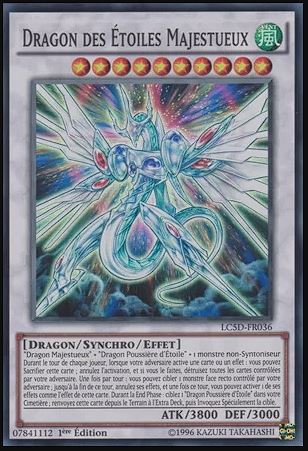 DRAGON DES ÉTOILES MAJESTUEUX
VENT
風
LC5D-FR036
[DRAGON/SYNCHRO/EFFET]
"Dragon Majestueux" + "Dragon Poussière d'Étoile" + 1 monstre non-Syntoniseur
Durant le tour de chaque joueur, lorsque votre adversaire active une carte ou un effet : vous pouvez
Sacrifier cette carte ; annulez l'activation, et si vous le faites, détruisez toutes les cartes contrôlées
par votre adversaire. Une fois par tour : vous pouvez cibler 1 monstre face recto contrôlé par votre
adversaire ; jusqu'à la fin de ce tour, annulez ses effets, et une fois ce tour, vous pouvez activer 1 de ses
effets comme l'effet de cette carte. Durant la End Phase : ciblez 1 "Dragon Poussière d'Étoile" dans votre
Cimetière ; renvoyez cette carte depuis le Terrain à l'Extra Deck, puis Invoquez Spécialement la cible.
ATK/3800 DEF/3000
07841112 1ère Édition
©1996 KAZUKI TAKAHASHI